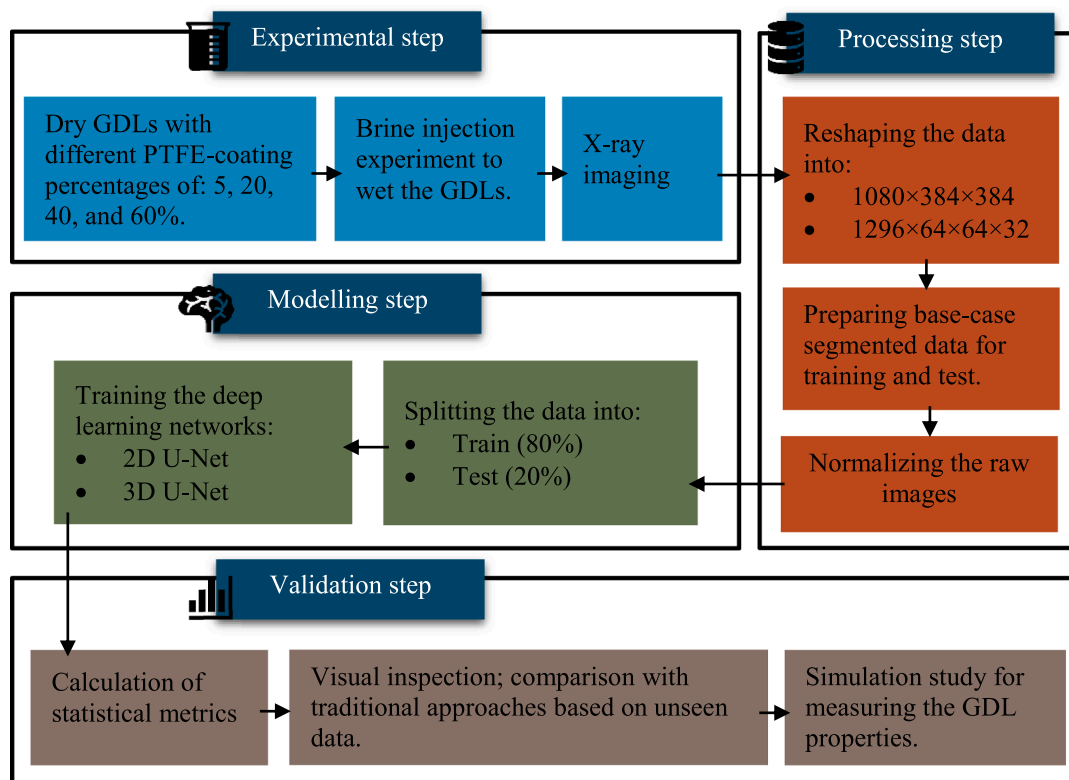 Experimental step
Dry GDLs with
different PTFE-coating
percentages of: 5, 20,
40, and 60%.
Brine injection
experiment to
wet the GDLs.
X-ray
imaging
Processing step
Reshaping the data
into:
• 1080×384×384
• 1296×64×64×32
Preparing base-case
segmented data for
training and test.
Normalizing the raw
images
Modelling step
Splitting the data into:
• Train (80%)
• Test (20%)
Training the deep
learning networks:
• 2D U-Net
• 3D U-Net
Validation step
Calculation of
statistical metrics
Visual inspection; comparison with
traditional approaches based on unseen
data.
Simulation study for
measuring the GDL
properties.